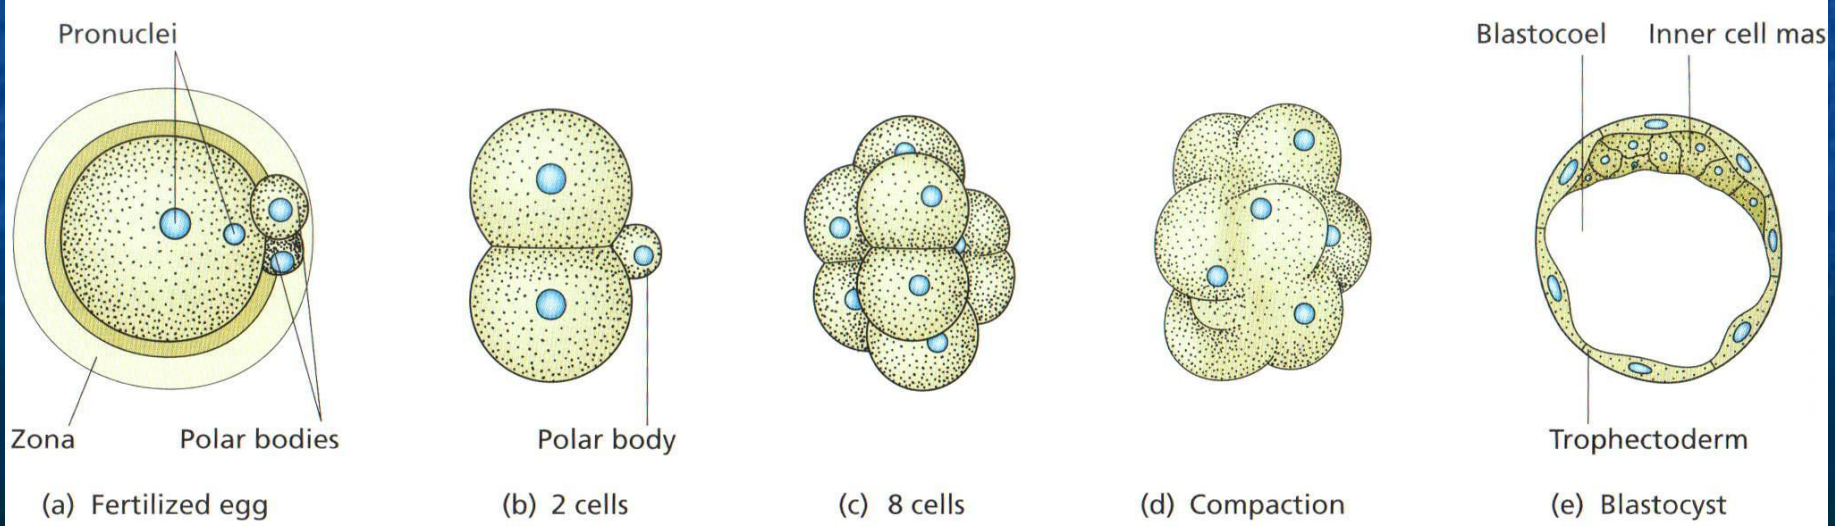 Pronuclei
Blastocoel
Inner cell mas
Zona
Polar bodies
Polar body
Trophectoderm
(a) Fertilized egg
(b) 2 cells
(c) 8 cells
(d) Compaction
(e) Blastocyst